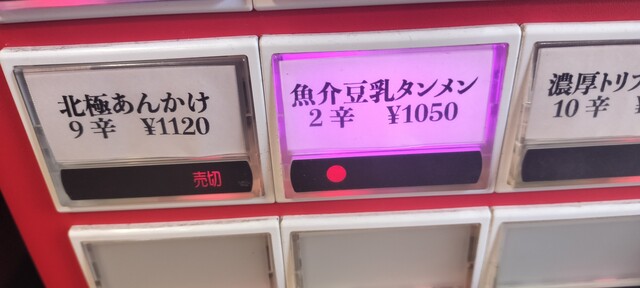 北極あんかけ
9辛 ¥1120
売切
魚介豆乳タンメン
2辛 ¥1050
濃厚トリ
10辛 ¥